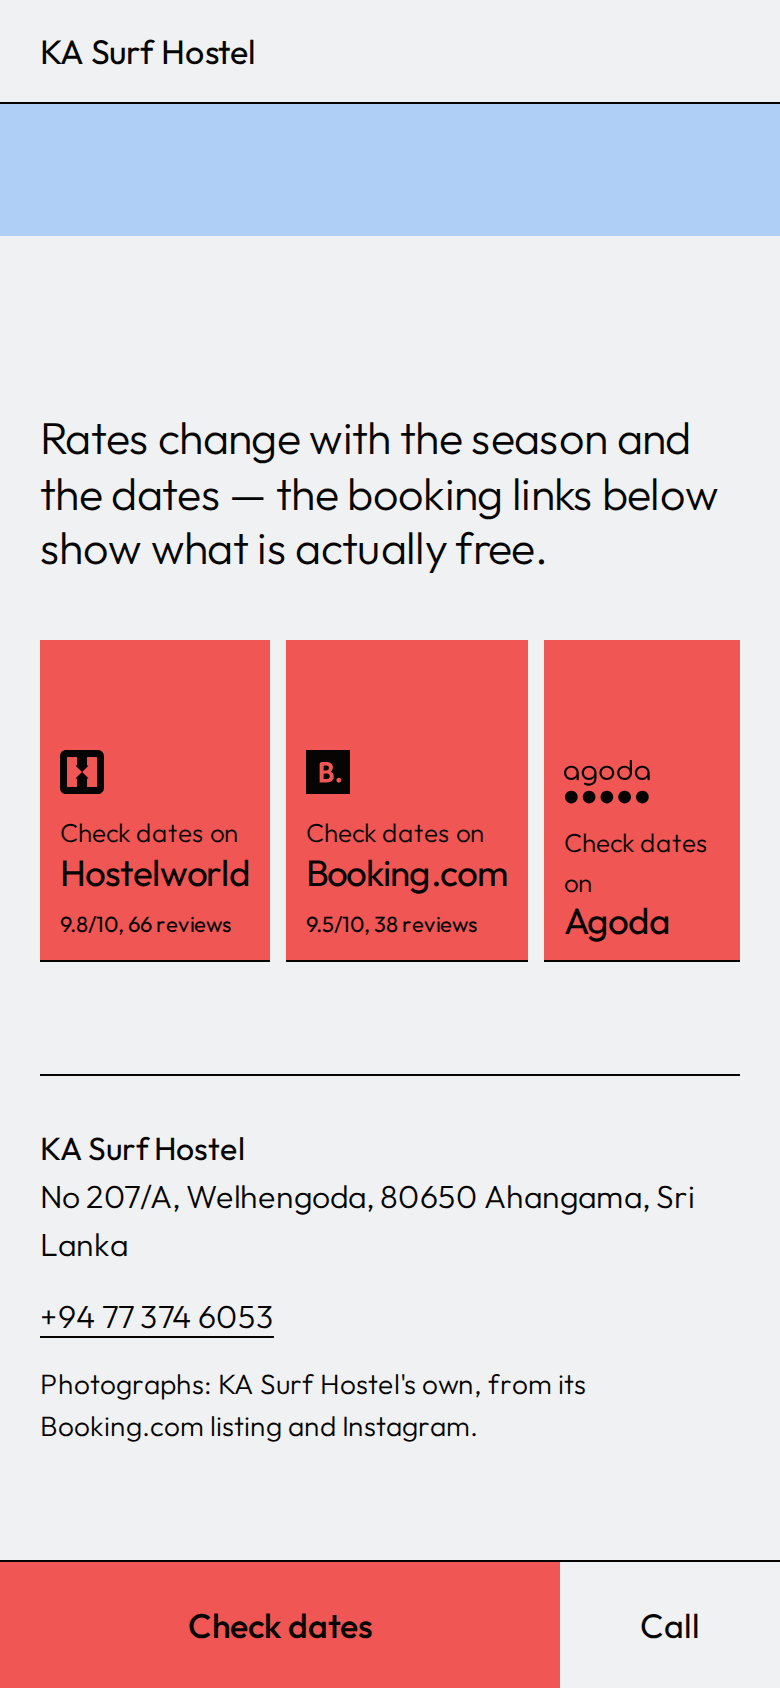 KA Surf Hostel
Rates change with the season and
the dates — the booking links below
show what is actually free.
B.
Check dates on
Hostelworld
9.8/10, 66 reviews
Check dates on
Booking.com
9.5/10, 38 reviews
agoda
Check dates
on
Agoda
KA Surf Hostel
No 207/A, Welhengoda, 80650 Ahangama, Sri
Lanka
+94 77 374 6053
Photographs: KA Surf Hostel's own, from its
Booking.com listing and Instagram.
Check dates
Call